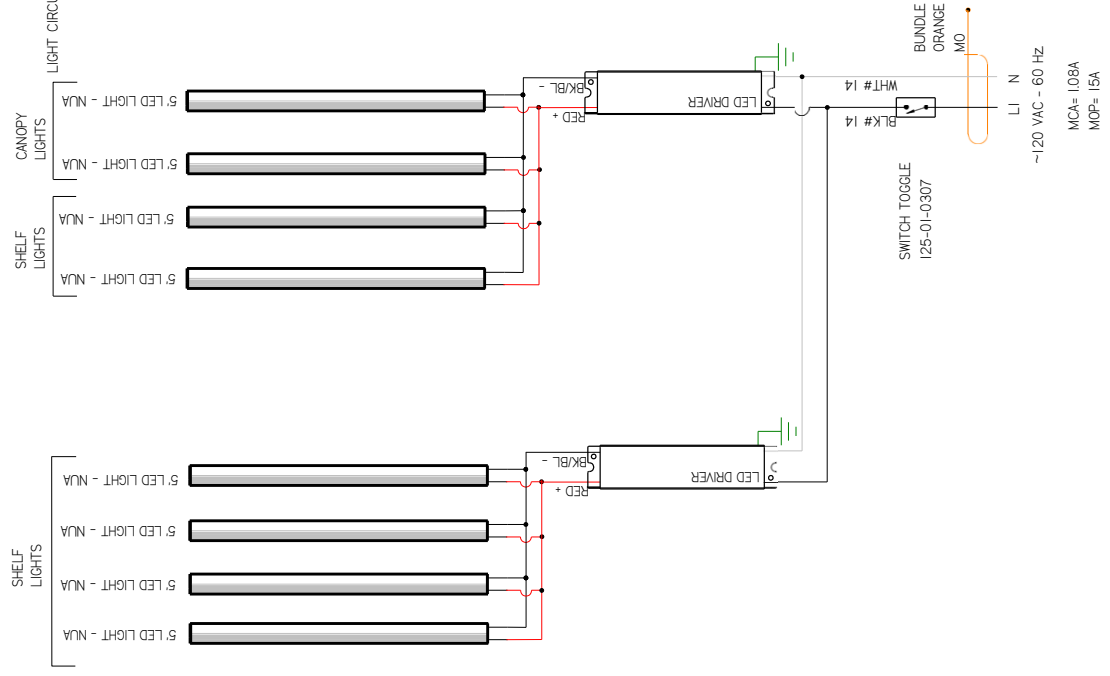 LIGHT CIRCU
CANOPY
LIGHTS
5' LED LIGHT - NUA
5' LED LIGHT - NUA
SHELF
LIGHTS
5' LED LIGHT - NUA
5' LED LIGHT - NUA
BK/BL -
RED +
LED DRIVER
WHT# 14
BLK# 14
BUNDLE
ORANGE
MO
N
L1
~120 VAC - 60 HZ
MCA= 1.08A
MOP= 15A
SWITCH TOGGLE
125-01-0307
SHELF
LIGHTS
5' LED LIGHT - NUA
5' LED LIGHT - NUA
5' LED LIGHT - NUA
5' LED LIGHT - NUA
BK/BL -
RED +
LED DRIVER